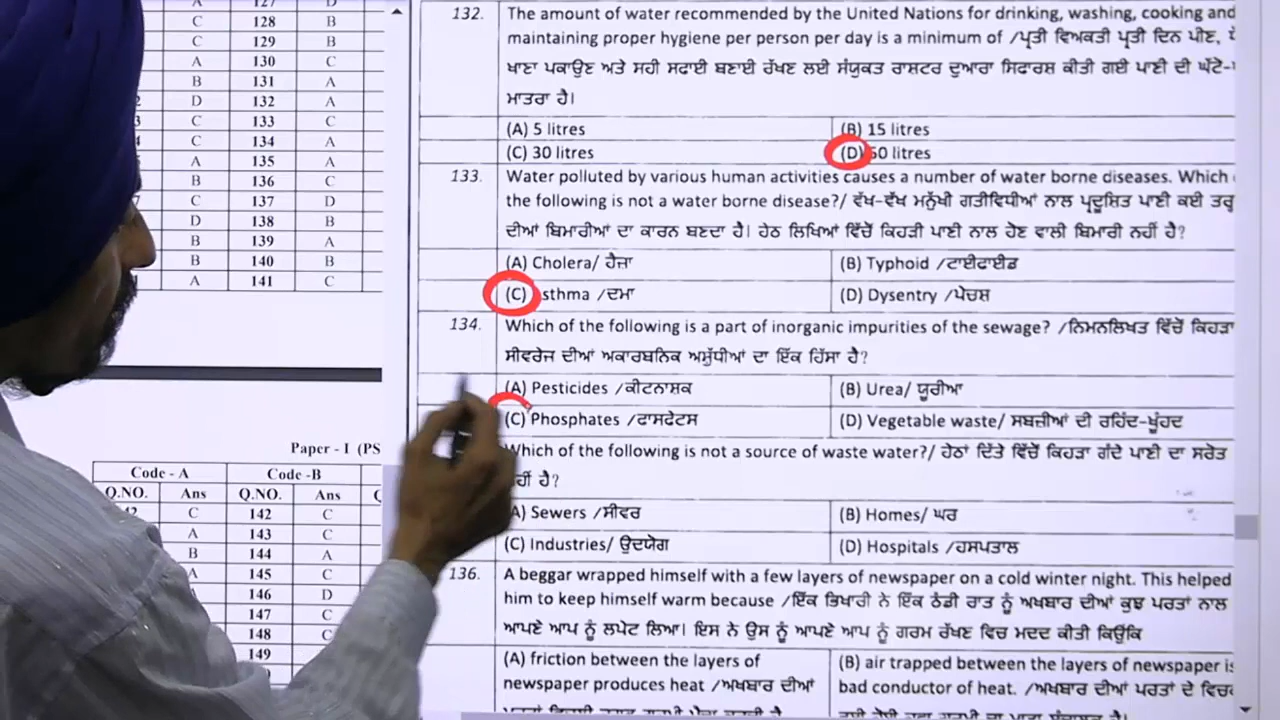 127 D
C 128 B
C 129 B
A 130 C
B 131 A
D 132 A
C 133 C
C 134 A
A 135 A
B 136 C
C 137 D
D 138 B
B 139 A
B 140 B
A 141 C
Paper - I (PS
Code - A Code -B
Q.NO. Ans Q.NO. Ans
C 142 C
A 143 C
B 144 A
A 145 C
146 D
147 C
148 C
149
132. The amount of water recommended by the United Nations for drinking, washing, cooking and
maintaining proper hygiene per person per day is a minimum of /ਪ੍ਰਤੀ ਵਿਅਕਤੀ ਪ੍ਰਤੀ ਦਿਨ ਪੀਣ,
ਖਾਣਾ ਪਕਾਉਣ ਅਤੇ ਸਹੀ ਸਫਾਈ ਬਣਾਈ ਰੱਖਣ ਲਈ ਸੰਯੁਕਤ ਰਾਸ਼ਟਰ ਦੁਆਰਾ ਸਿਫਾਰਸ਼ ਕੀਤੀ ਗਈ ਪਾਣੀ ਦੀ ਘੱਟੋ-
ਮਾਤਰਾ ਹੈ।
(A) 5 litres (B) 15 litres
(C) 30 litres (D) 50 litres
133. Water polluted by various human activities causes a number of water borne diseases. Which
the following is not a water borne disease?/ ਵੱਖ-ਵੱਖ ਮਨੁੱਖੀ ਗਤੀਵਿਧੀਆਂ ਨਾਲ ਪ੍ਰਦੂਸ਼ਿਤ ਪਾਣੀ ਕਈ ਤਰ੍ਹ
ਦੀਆਂ ਬਿਮਾਰੀਆਂ ਦਾ ਕਾਰਨ ਬਣਦਾ ਹੈ। ਹੇਠ ਲਿਖਿਆਂ ਵਿੱਚੋਂ ਕਿਹੜੀ ਪਾਣੀ ਨਾਲ ਹੋਣ ਵਾਲੀ ਬਿਮਾਰੀ ਨਹੀਂ ਹੈ?
(A) Cholera/ ਹੈਜ਼ਾ (B) Typhoid /ਟਾਈਫਾਈਡ
(C) Asthma /ਦਮਾ (D) Dysentry /ਪੇਚਸ਼
134. Which of the following is a part of inorganic impurities of the sewage? /ਨਿਮਨਲਿਖਤ ਵਿੱਚੋਂ ਕਿਹੜਾ
ਸੀਵਰੇਜ ਦੀਆਂ ਅਕਾਰਬਨਿਕ ਅਸ਼ੁੱਧੀਆਂ ਦਾ ਇੱਕ ਹਿੱਸਾ ਹੈ?
(A) Pesticides /ਕੀਟਨਾਸ਼ਕ (B) Urea/ ਯੂਰੀਆ
(C) Phosphates /ਫਾਸਫੇਟਸ (D) Vegetable waste/ ਸਬਜ਼ੀਆਂ ਦੀ ਰਹਿੰਦ-ਖੂੰਹਦ
Which of the following is not a source of waste water?/ ਹੇਠਾਂ ਦਿੱਤੇ ਵਿੱਚੋਂ ਕਿਹੜਾ ਗੰਦੇ ਪਾਣੀ ਦਾ ਸਰੋਤ
ਹੈ?
(A) Sewers /ਸੀਵਰ (B) Homes/ ਘਰ
(C) Industries/ ਉਦਯੋਗ (D) Hospitals /ਹਸਪਤਾਲ
136. A beggar wrapped himself with a few layers of newspaper on a cold winter night. This helped
him to keep himself warm because /ਇੱਕ ਭਿਖਾਰੀ ਨੇ ਇੱਕ ਠੰਡੀ ਰਾਤ ਨੂੰ ਅਖਬਾਰ ਦੀਆਂ ਕੁਝ ਪਰਤਾਂ ਨਾਲ
ਆਪਣੇ ਆਪ ਨੂੰ ਲਪੇਟ ਲਿਆ। ਇਸ ਨੇ ਉਸ ਨੂੰ ਆਪਣੇ ਆਪ ਨੂੰ ਗਰਮ ਰੱਖਣ ਵਿਚ ਮਦਦ ਕੀਤੀ ਕਿਉਂਕਿ
(A) friction between the layers of (B) air trapped between the layers of newspaper is
newspaper produces heat /ਅਖਬਾਰ ਦੀਆਂ bad conductor of heat. /ਅਖਬਾਰ ਦੀਆਂ ਪਰਤਾਂ ਦੇ